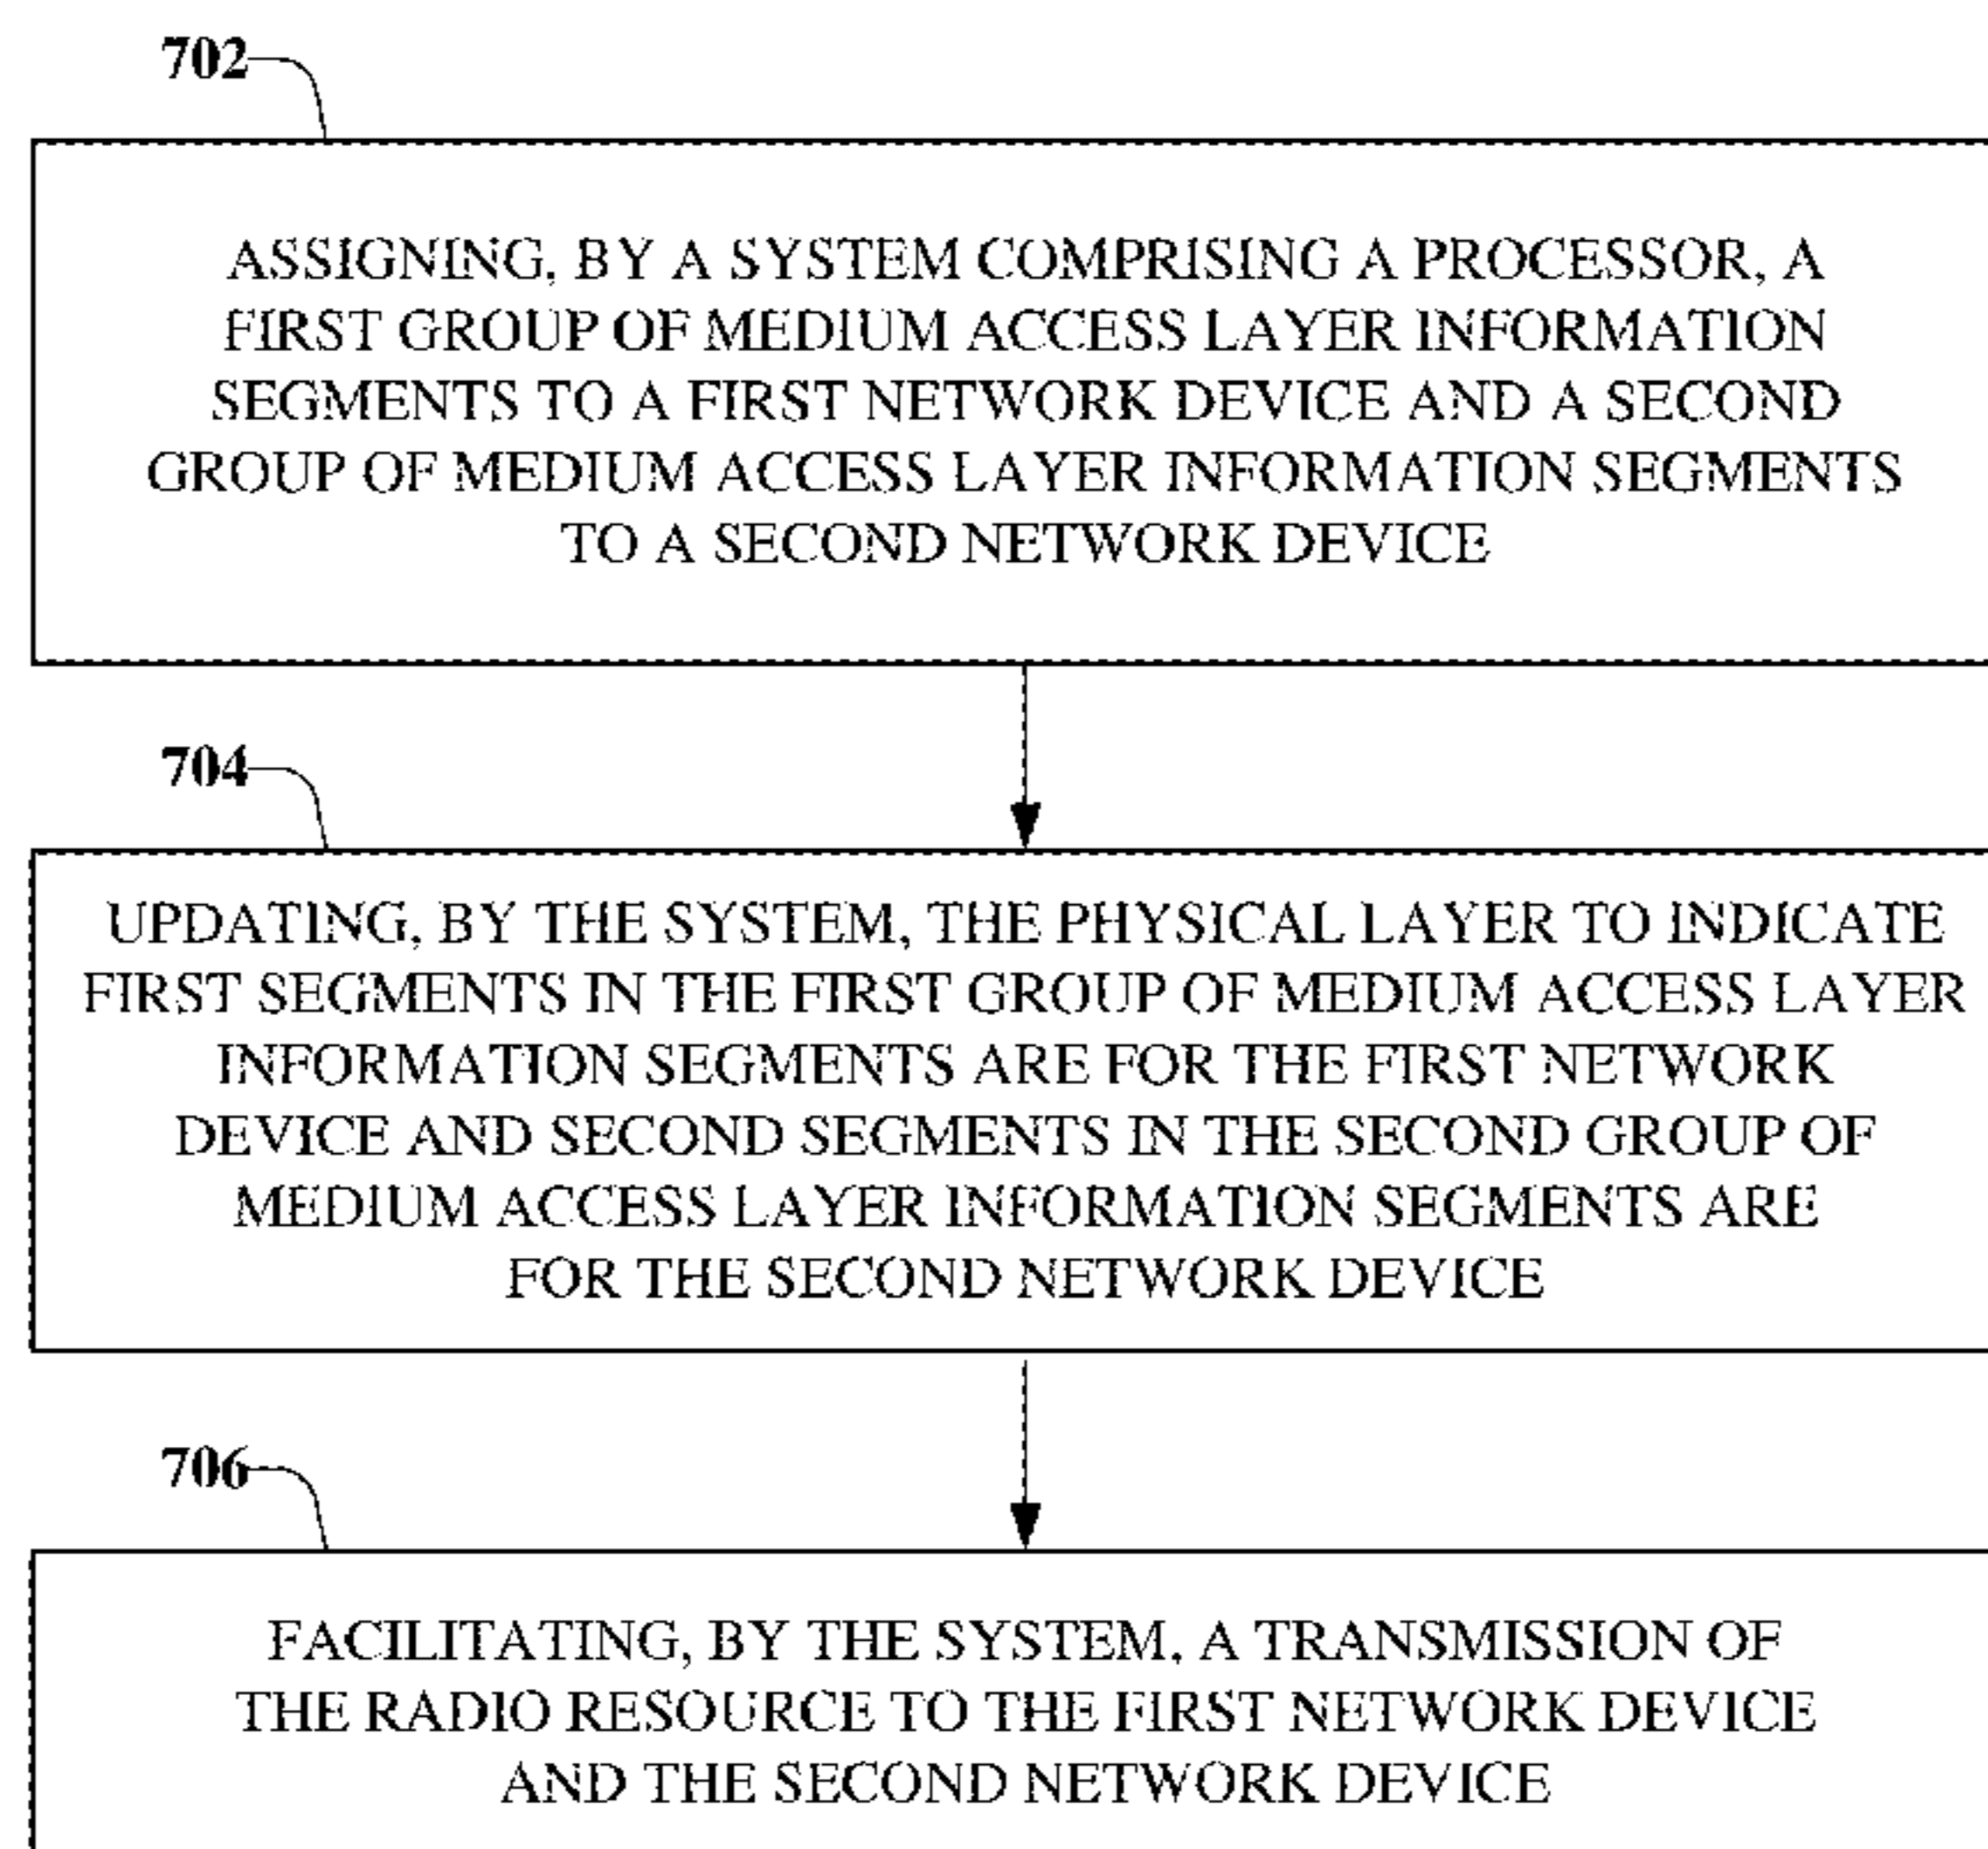 702
ASSIGNING, BY A SYSTEM COMPRISING A PROCESSOR, A
FIRST GROUP OF MEDIUM ACCESS LAYER INFORMATION
SEGMENTS TO A FIRST NETWORK DEVICE AND A SECOND
GROUP OF MEDIUM ACCESS LAYER INFORMATION SEGMENTS
TO A SECOND NETWORK DEVICE
704
UPDATING, BY THE SYSTEM, THE PHYSICAL LAYER TO INDICATE
FIRST SEGMENTS IN THE FIRST GROUP OF MEDIUM ACCESS LAYER
INFORMATION SEGMENTS ARE FOR THE FIRST NETWORK
DEVICE AND SECOND SEGMENTS IN THE SECOND GROUP OF
MEDIUM ACCESS LAYER INFORMATION SEGMENTS ARE
FOR THE SECOND NETWORK DEVICE
706
FACILITATING, BY THE SYSTEM, A TRANSMISSION OF
THE RADIO RESOURCE TO THE FIRST NETWORK DEVICE
AND THE SECOND NETWORK DEVICE